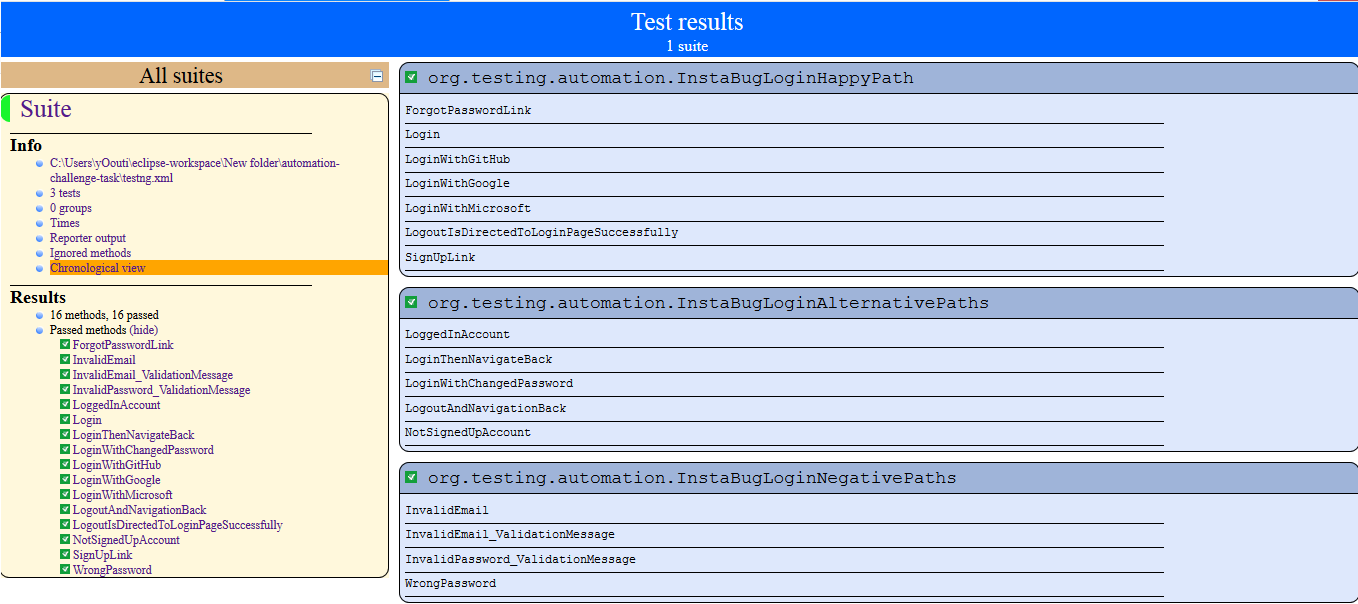 Test results
1 suite
All suites
Suite
Info
C:\Users\yOouti\eclipse-workspace\New folder\automation-
challenge-task\testng.xml
3 tests
0 groups
Times
Reporter output
Ignored methods
Chronological view
Results
16 methods, 16 passed
Passed methods (hide)
ForgotPasswordLink
InvalidEmail
InvalidEmail_ValidationMessage
InvalidPassword_ValidationMessage
LoggedInAccount
Login
LoginThenNavigateBack
LoginWithChangedPassword
LoginWithGitHub
LoginWithGoogle
LoginWithMicrosoft
LogoutAndNavigationBack
LogoutIsDirectedToLoginPageSuccessfully
NotSignedUpAccount
SignUpLink
WrongPassword
org.testing.automation.InstaBugLoginHappyPath
ForgotPasswordLink
Login
LoginWithGitHub
LoginWithGoogle
LoginWithMicrosoft
LogoutIsDirectedToLoginPageSuccessfully
SignUpLink
org.testing.automation.InstaBugLoginAlternativePaths
LoggedInAccount
LoginThenNavigateBack
LoginWithChangedPassword
LogoutAndNavigationBack
NotSignedUpAccount
org.testing.automation.InstaBugLoginNegativePaths
InvalidEmail
InvalidEmail_ValidationMessage
InvalidPassword_ValidationMessage
WrongPassword